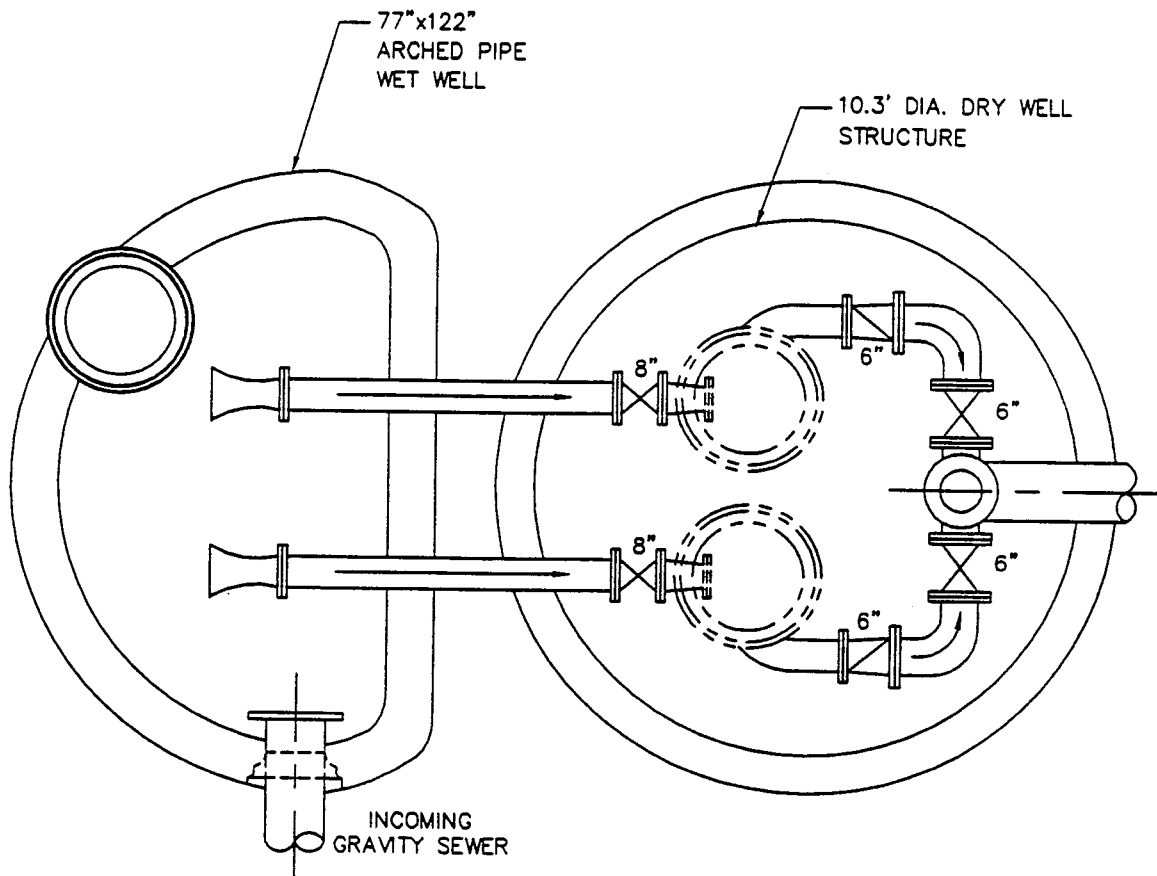 77"x122"
ARCHED PIPE
WET WELL
10.3' DIA. DRY WELL
STRUCTURE
8"
6"
6"
8"
6"
6"
INCOMING
GRAVITY SEWER